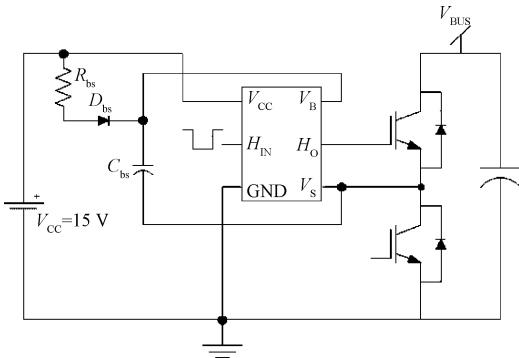 V_BUS
R_bs
D_bs
V_CC
V_B
H_IN
H_O
C_bs
GND
V_S
+
V_CC=15 V